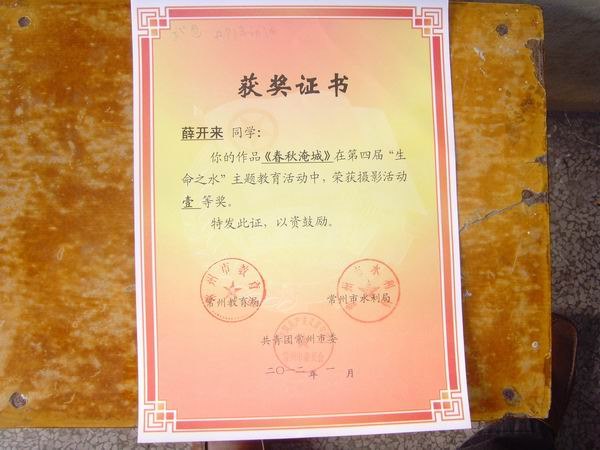 获奖证书
薛开来 同学：
你的作品《春秋淹城》在第四届“生
命之水”主题教育活动中，荣获摄影活动
壹 等奖。
特发此证，以资鼓励。
常州教育局
常州市水利局
共青团常州市委
二〇一二年 一 月